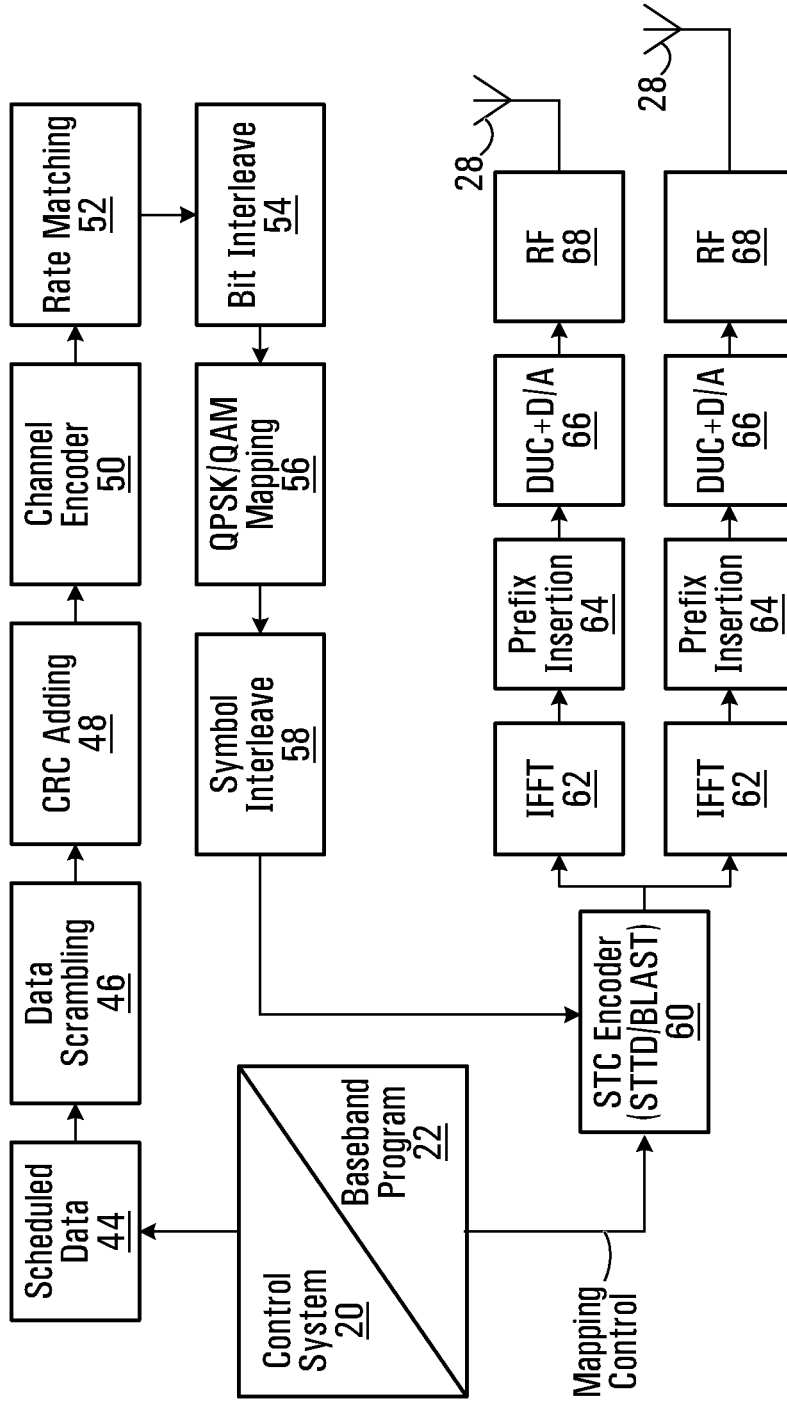 Scheduled
Data
44
Data
Scrambling
46
CRC Adding
48
Channel
Encoder
50
Rate Matching
52
Control
System
20
Baseband
Program
22
Symbol
Interleave
58
QPSK/QAM
Mapping
56
Bit Interleave
54
Mapping
Control
STC Encoder
(STTD/BLAST)
60
IFFT
62
Prefix
Insertion
64
DUC+D/A
66
RF
68
28
IFFT
62
Prefix
Insertion
64
DUC+D/A
66
RF
68
28